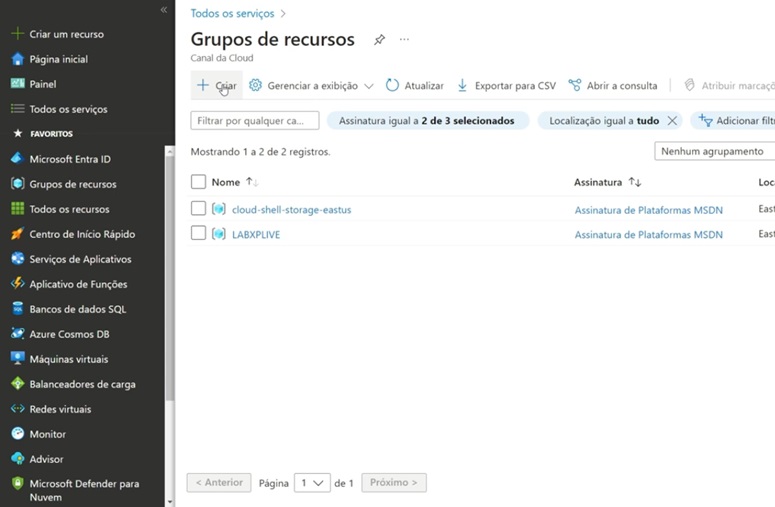 «
Criar um recurso
Página inicial
Painel
Todos os serviços
FAVORITOS
Microsoft Entra ID
Grupos de recursos
Todos os recursos
Centro de Início Rápido
Serviços de Aplicativos
Aplicativo de Funções
Bancos de dados SQL
Azure Cosmos DB
Máquinas virtuais
Balanceadores de carga
Redes virtuais
Monitor
Advisor
Microsoft Defender para
Nuvem
Todos os serviços >
Grupos de recursos ...
Canal da Cloud
+ Criar Gerenciar a exibição Atualizar Exportar para CSV Abrir a consulta Atribuir marcaçõ
Filtrar por qualquer ca... Assinatura igual a 2 de 3 selecionados Localização igual a tudo Adicionar filt
Mostrando 1 a 2 de 2 registros. Nenhum agrupamento
Nome ↑↓ Assinatura ↑↓ Loc
cloud-shell-storage-eastus Assinatura de Plataformas MSDN East
LABXPLIVE Assinatura de Plataformas MSDN East
< Anterior Página 1 de 1 Próximo >